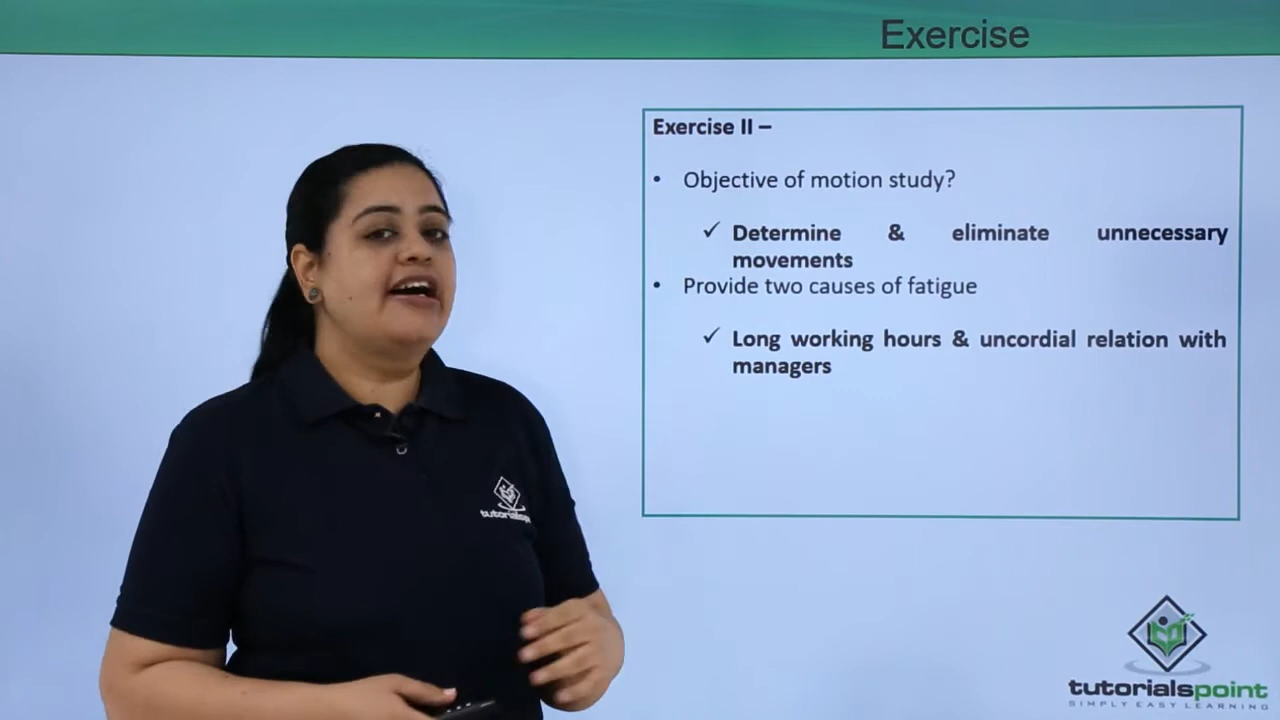 Exercise
Exercise II –
• Objective of motion study?
✓ Determine & eliminate unnecessary
movements
• Provide two causes of fatigue
✓ Long working hours & uncordial relation with
managers
tutorialspoint
SIMPLY EASY LEARNING